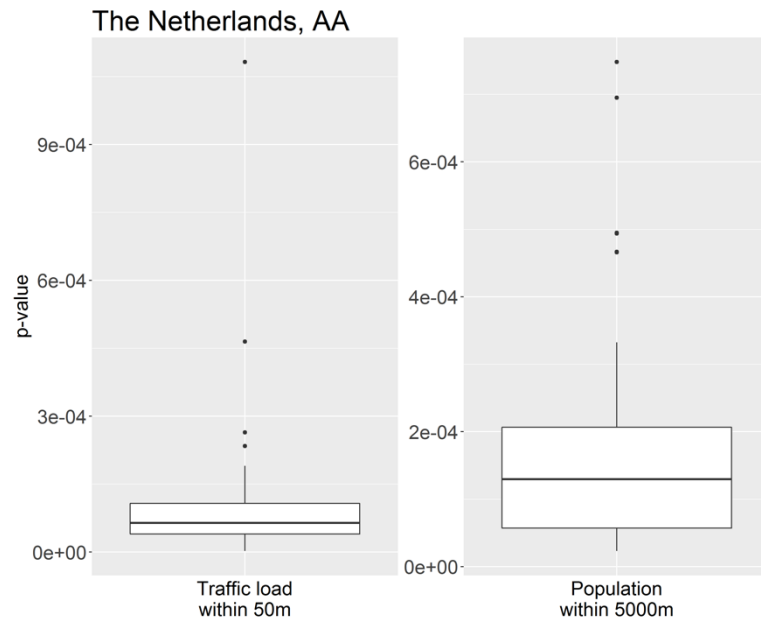 The Netherlands, AA
p-value
9e-04
6e-04
3e-04
0e+00
Traffic load
within 50m
6e-04
4e-04
2e-04
0e+00
Population
within 5000m